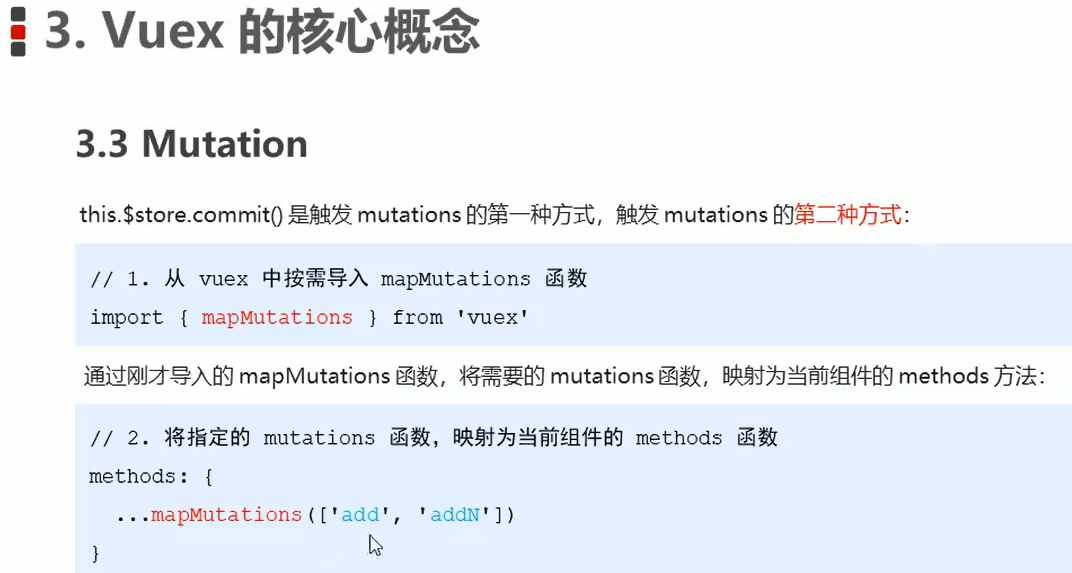 3. Vuex 的核心概念
3.3 Mutation
this.$store.commit() 是触发 mutations 的第一种方式，触发 mutations 的第二种方式：
// 1. 从 vuex 中按需导入 mapMutations 函数
import { mapMutations } from 'vuex'
通过刚才导入的 mapMutations 函数，将需要的 mutations 函数，映射为当前组件的 methods 方法：
// 2. 将指定的 mutations 函数，映射为当前组件的 methods 函数
methods: {
...mapMutations(['add', 'addN'])
}